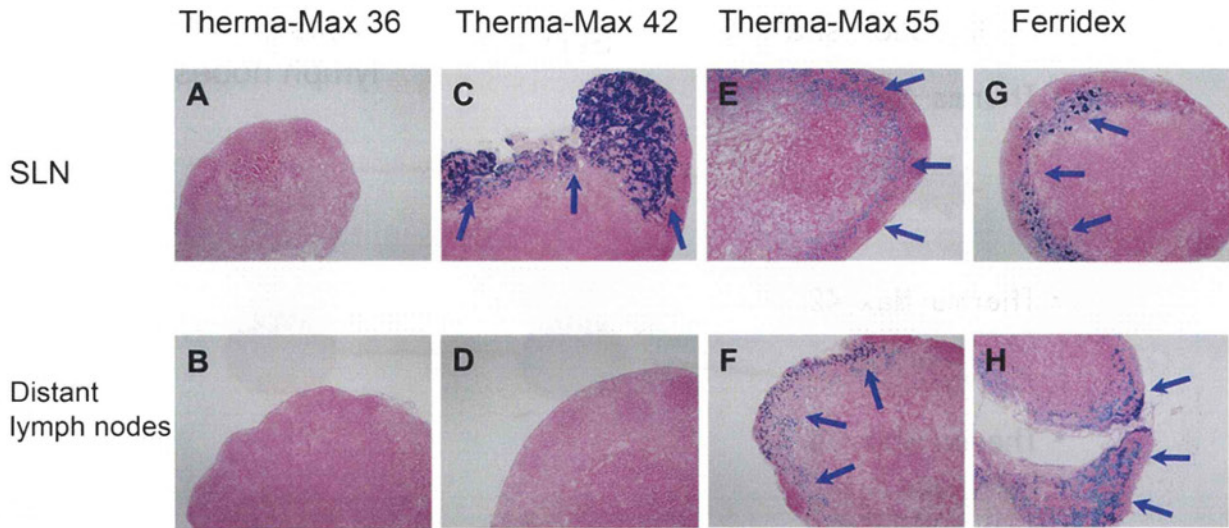 Therma-Max 36 Therma-Max 42 Therma-Max 55 Ferridex
A C E G
SLN
B D F H
Distant
lymph nodes